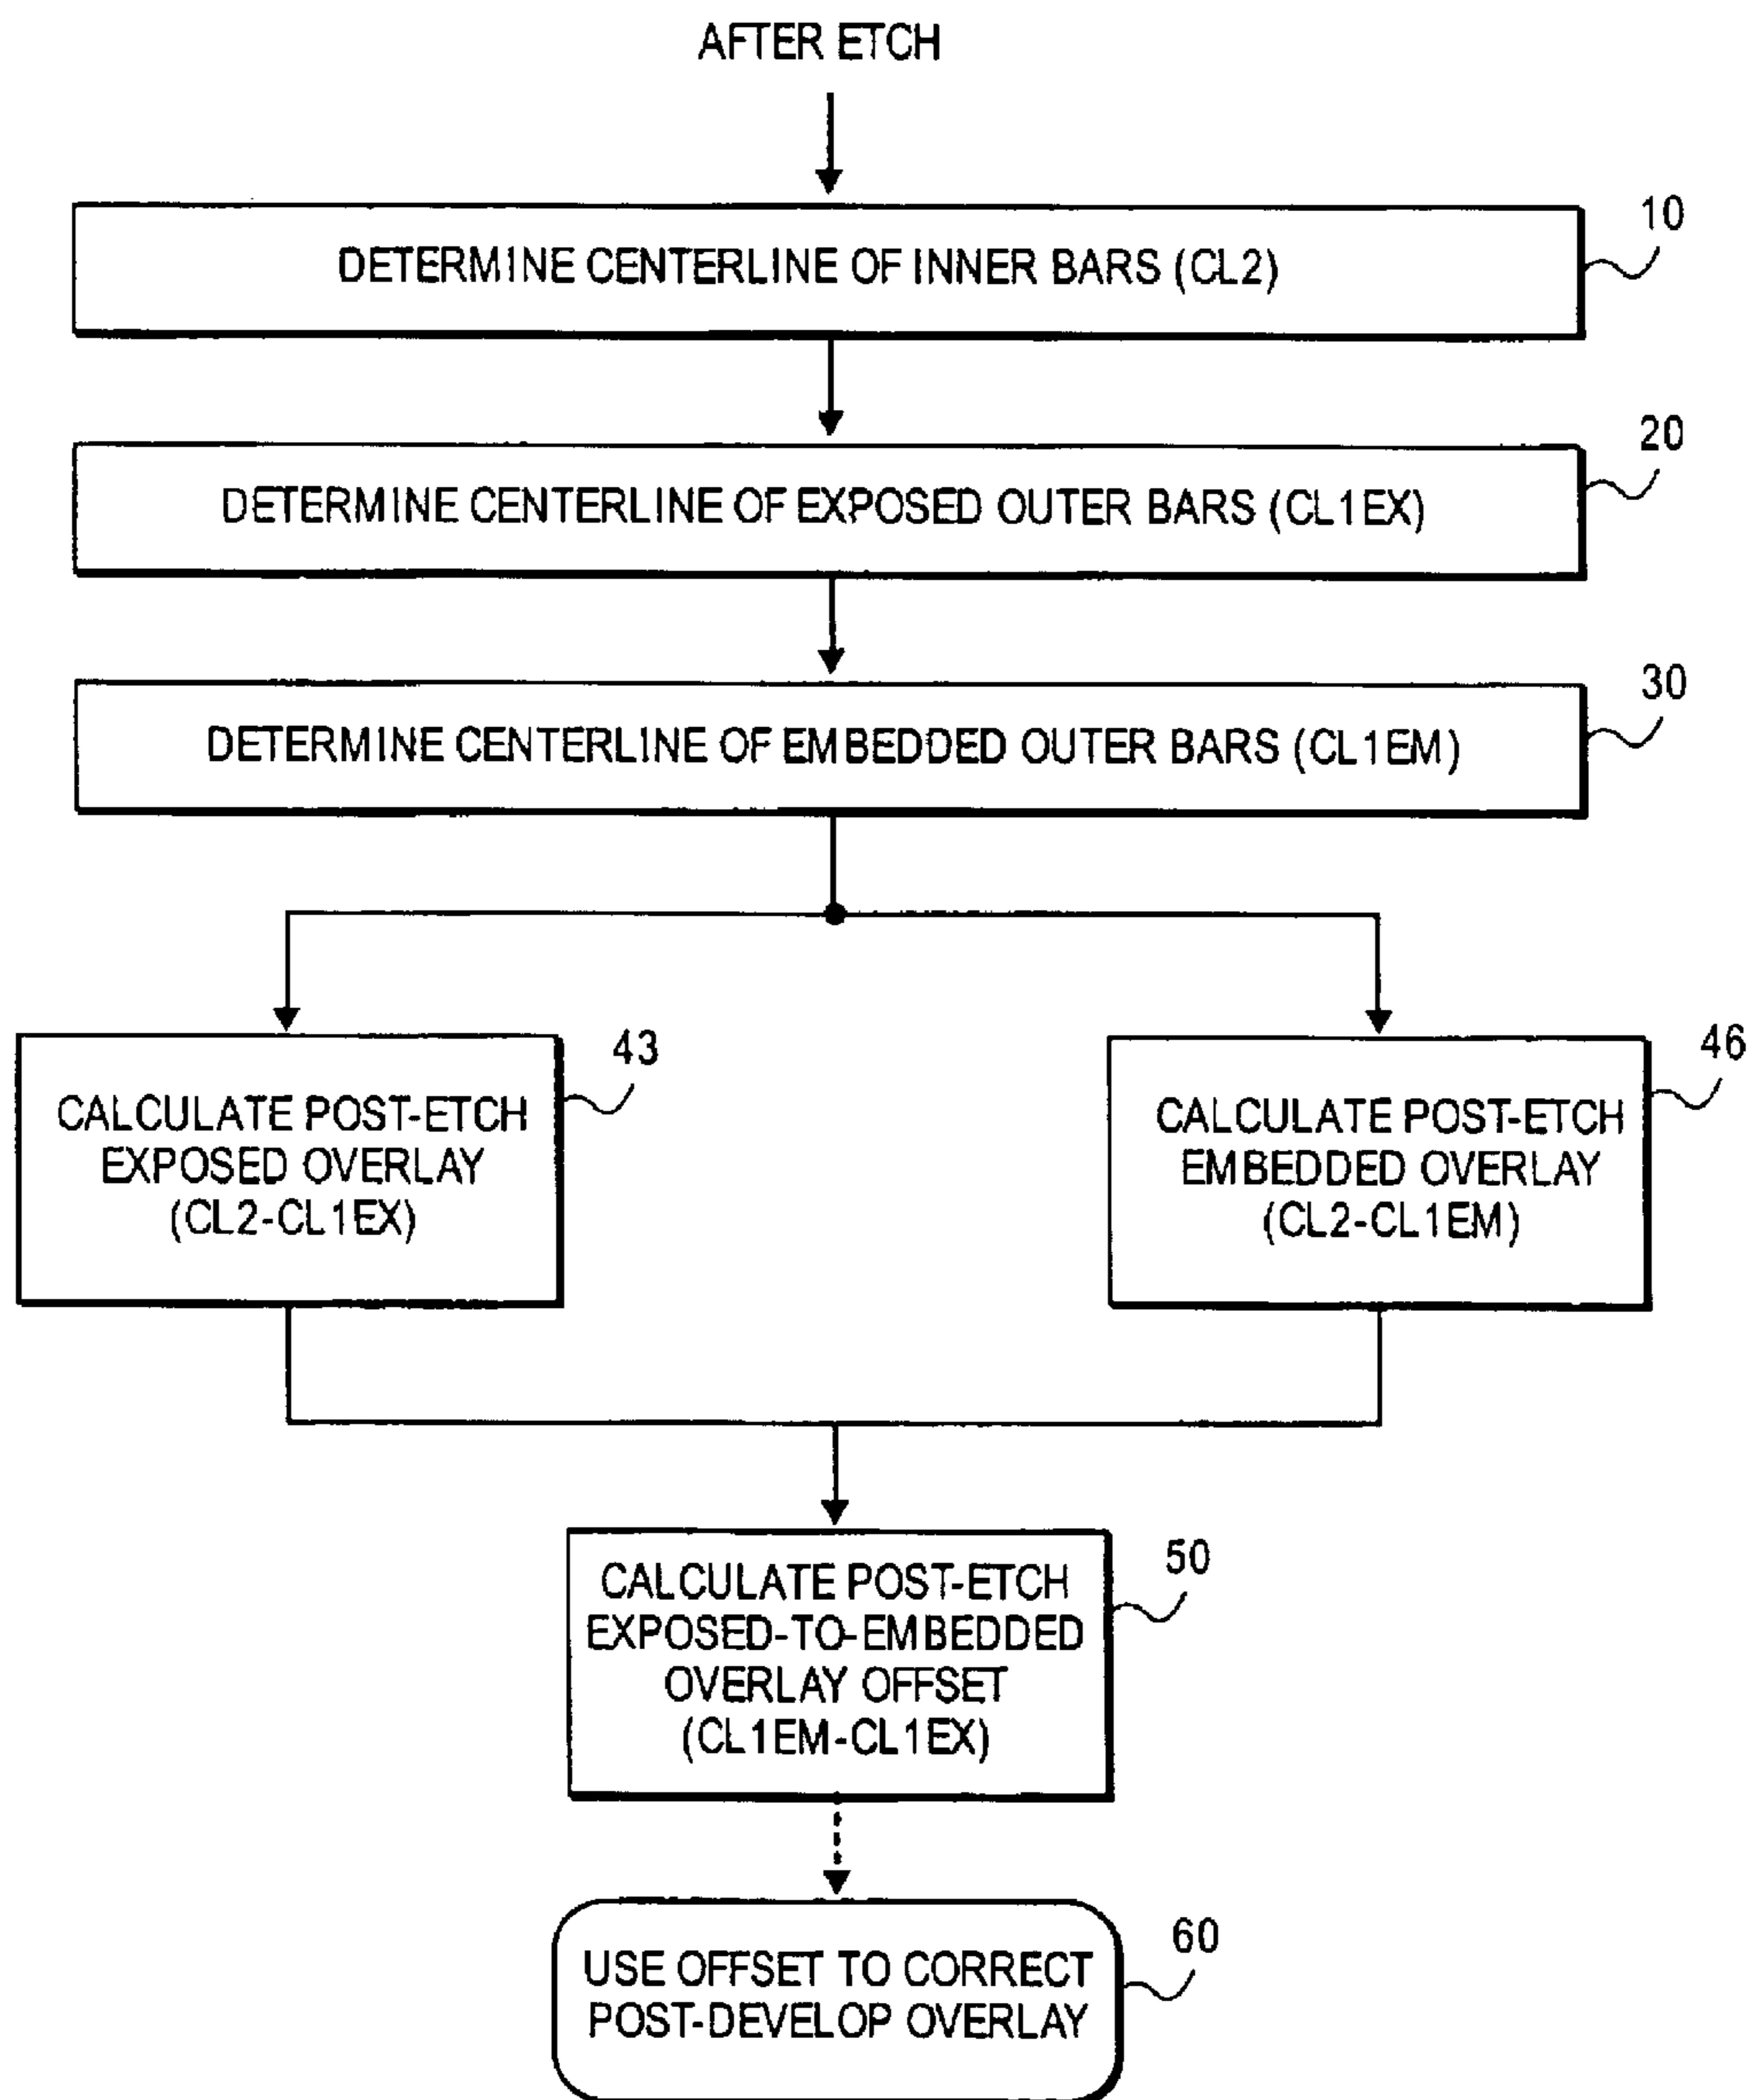 AFTER ETCH
10
DETERMINE CENTERLINE OF INNER BARS (CL2)
20
DETERMINE CENTERLINE OF EXPOSED OUTER BARS (CL1EX)
30
DETERMINE CENTERLINE OF EMBEDDED OUTER BARS (CL1EM)
43
CALCULATE POST-ETCH
EXPOSED OVERLAY
(CL2-CL1EX)
46
CALCULATE POST-ETCH
EMBEDDED OVERLAY
(CL2-CL1EM)
50
CALCULATE POST-ETCH
EXPOSED-TO-EMBEDDED
OVERLAY OFFSET
(CL1EM-CL1EX)
60
USE OFFSET TO CORRECT
POST-DEVELOP OVERLAY